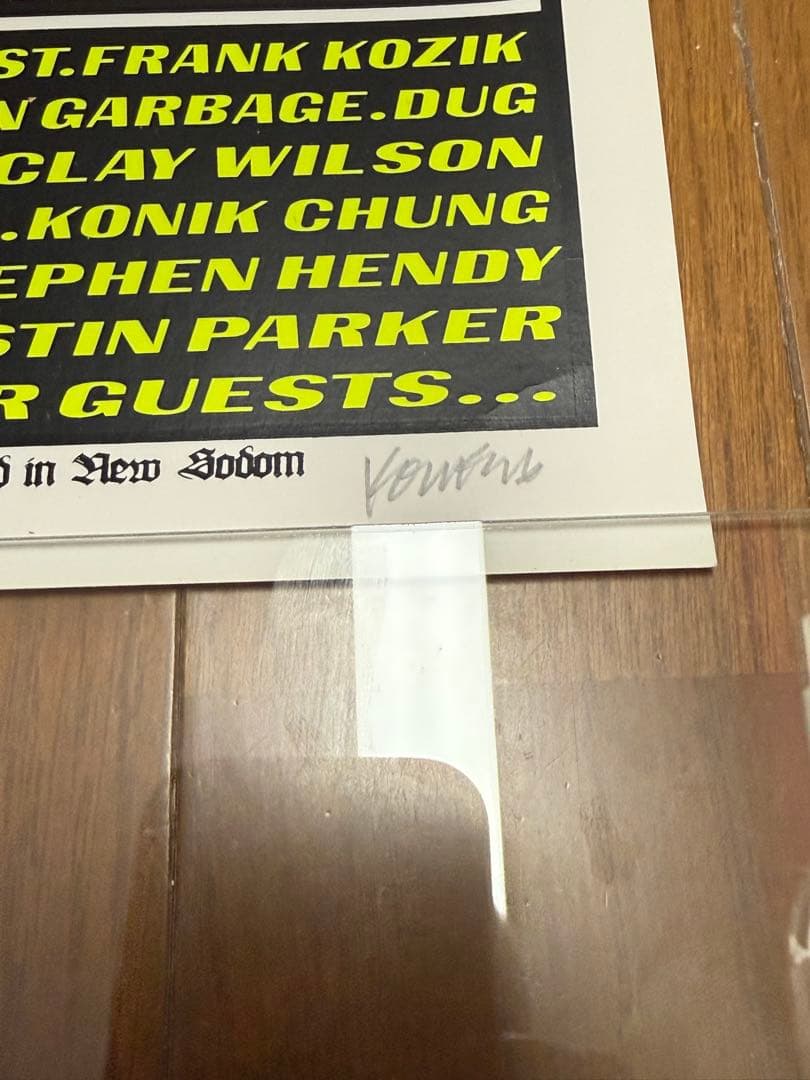 ST.FRANK KOZIK
N GARBAGE.DUG
CLAY WILSON
.KONIK CHUNG
EPHEN HENDY
STIN PARKER
R GUESTS...
d in New Sodom